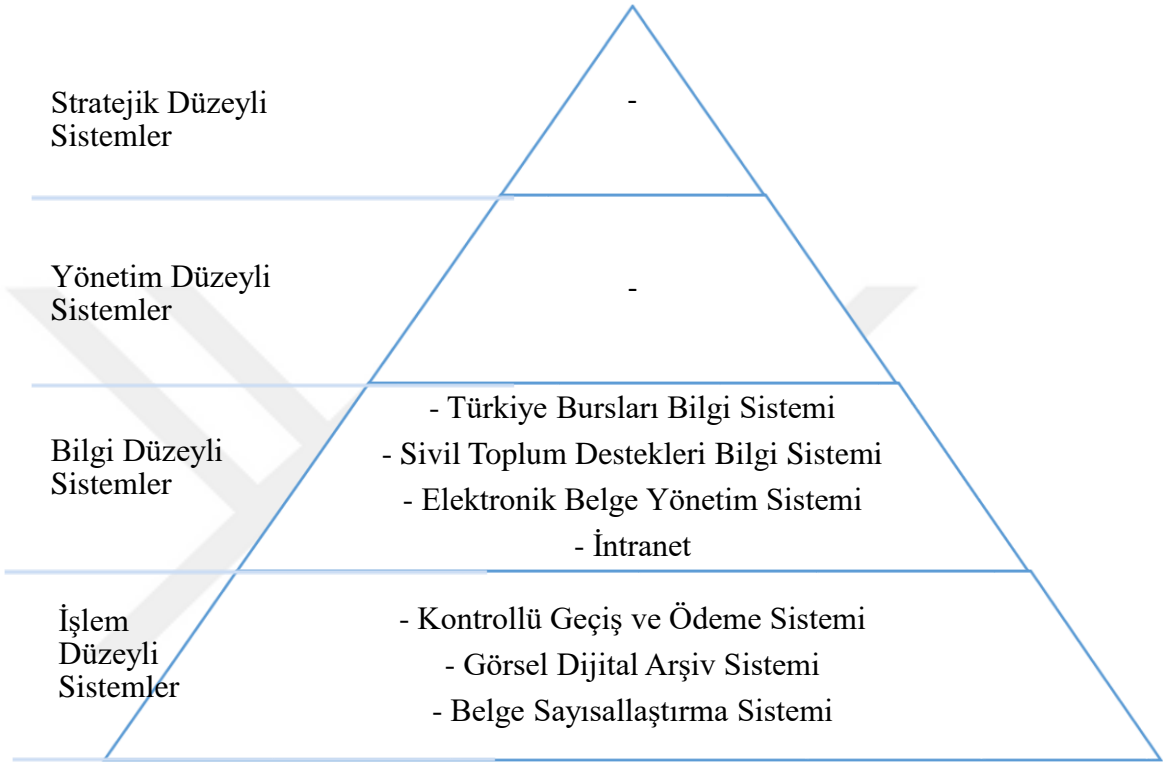 Stratejik Düzeyli
Sistemler
-
Yönetim Düzeyli
Sistemler
-
Bilgi Düzeyli
Sistemler
- Türkiye Bursları Bilgi Sistemi
- Sivil Toplum Destekleri Bilgi Sistemi
- Elektronik Belge Yönetim Sistemi
- İntranet
İşlem
Düzeyli
Sistemler
- Kontrollü Geçiş ve Ödeme Sistemi
- Görsel Dijital Arşiv Sistemi
- Belge Sayısallaştırma Sistemi